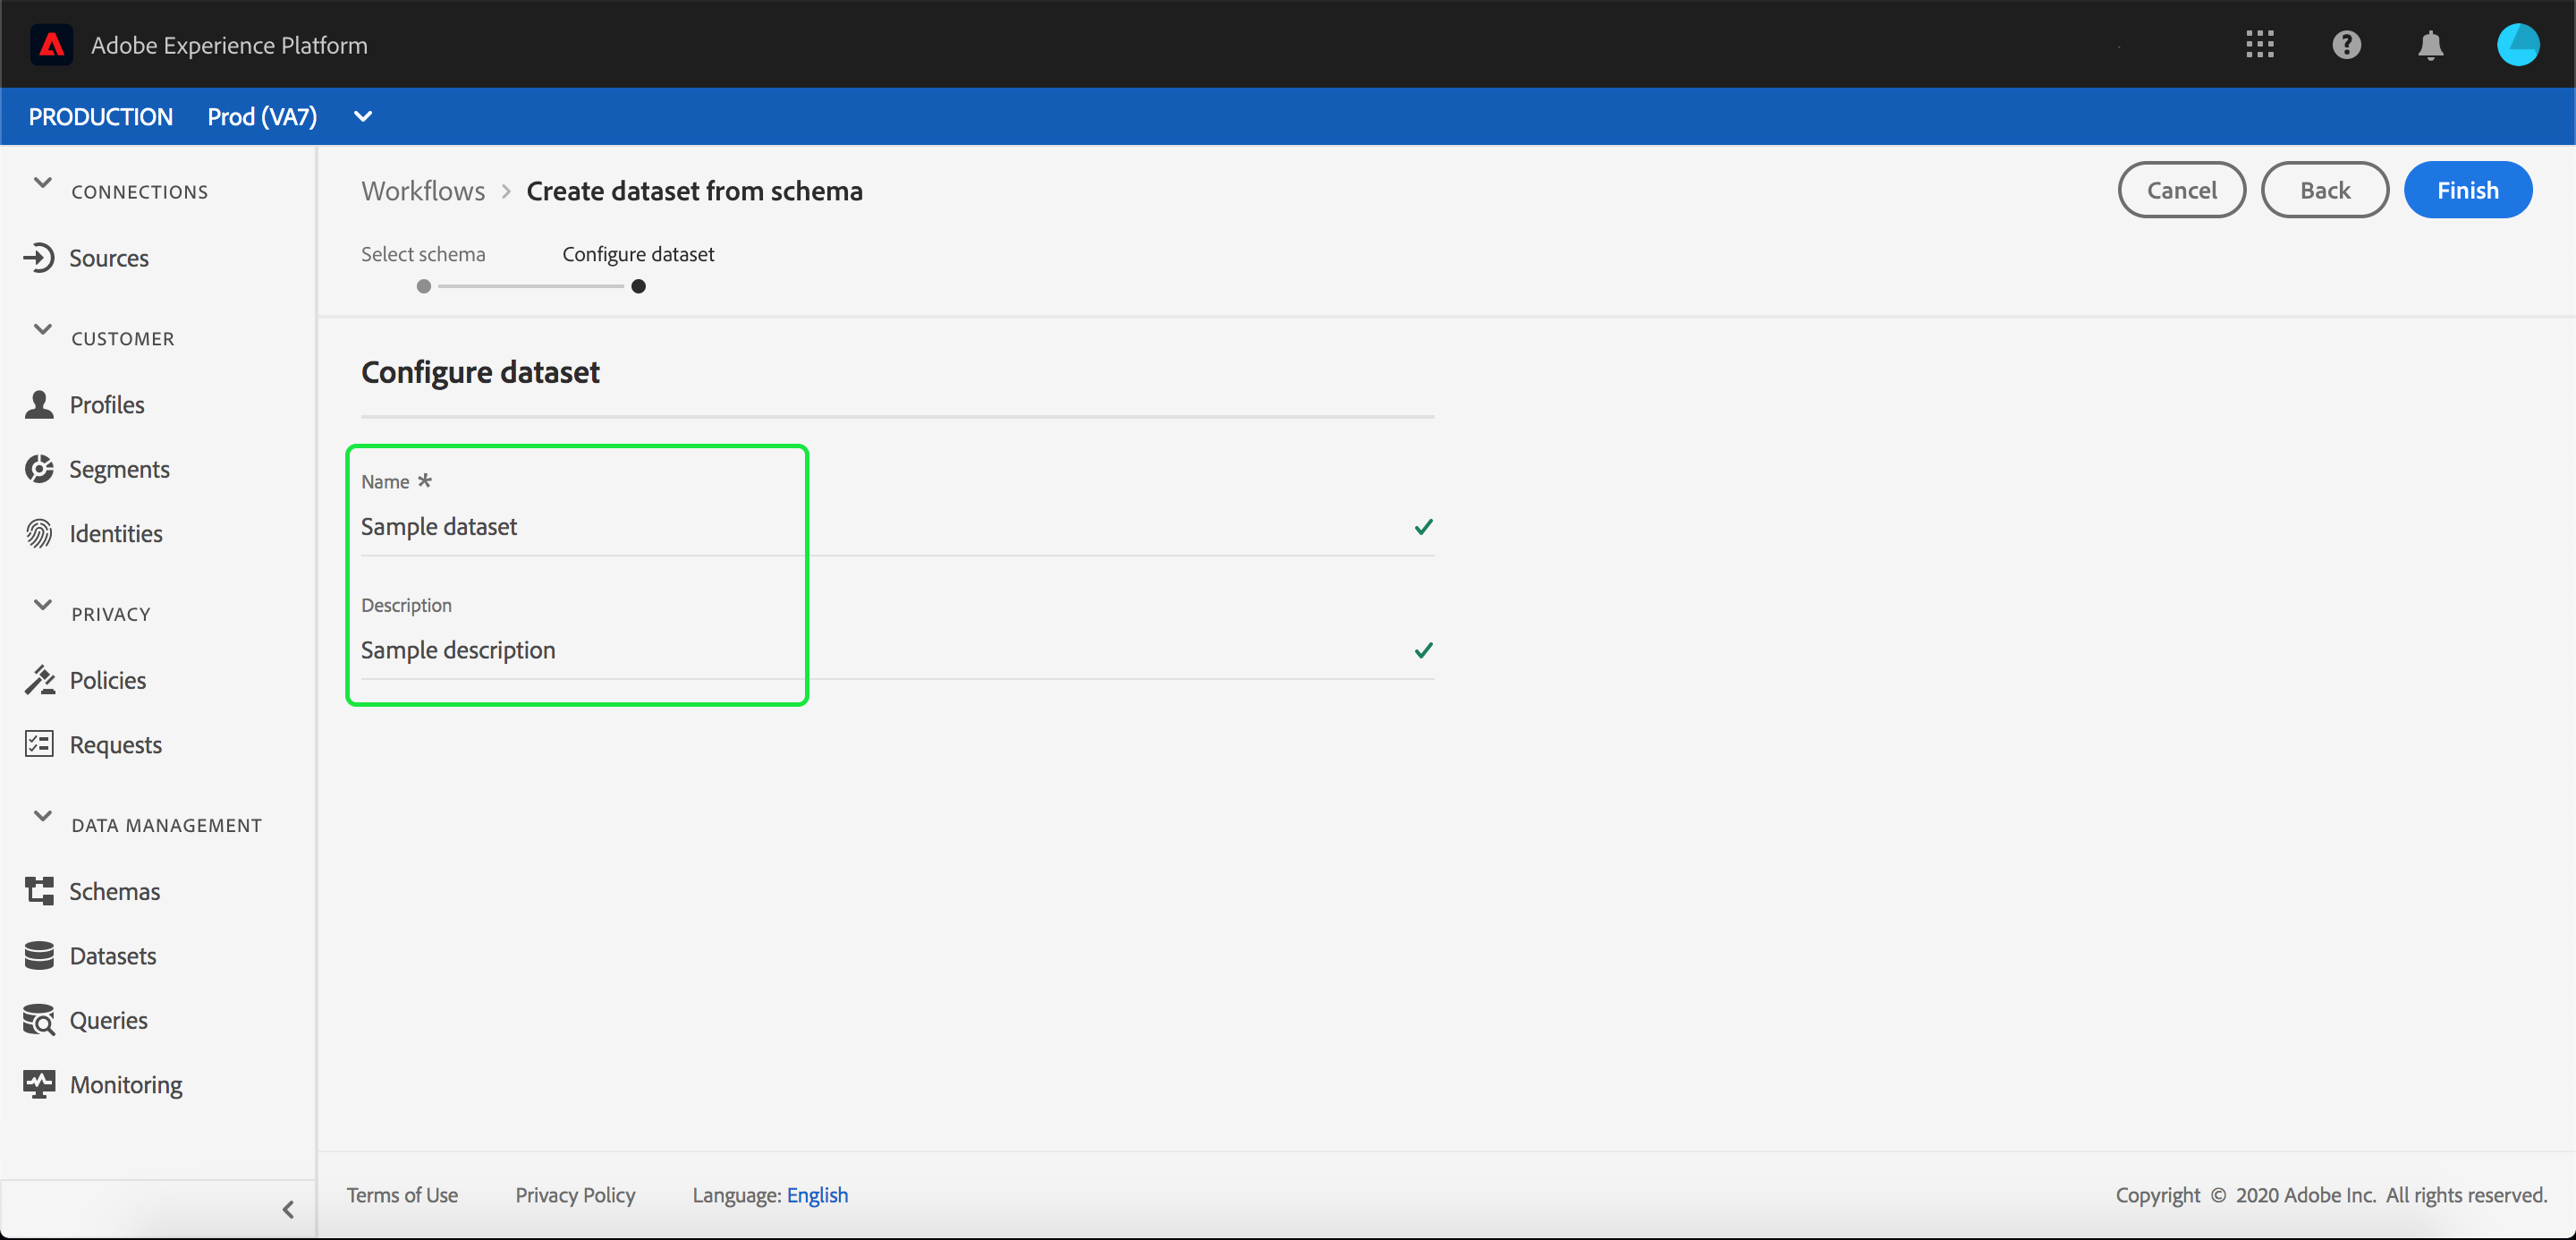 Adobe Experience Platform
PRODUCTION Prod (VA7)
CONNECTIONS
Sources
CUSTOMER
Profiles
Segments
Identities
PRIVACY
Policies
Requests
DATA MANAGEMENT
Schemas
Datasets
Queries
Monitoring
Workflows > Create dataset from schema
Cancel
Back
Finish
Select schema
Configure dataset
Configure dataset
Name *
Sample dataset
Description
Sample description
Terms of Use Privacy Policy Language: English
Copyright © 2020 Adobe Inc. All rights reserved.